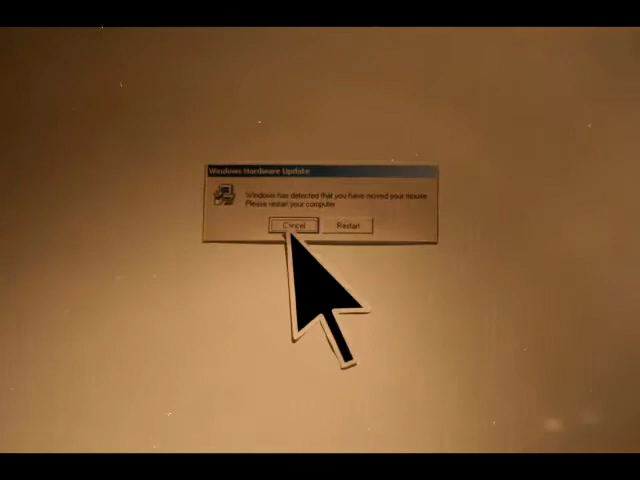 Windows Hardware Update
Windows has detected that you have moved your mouse
Please restart your computer
Cancel
Restart